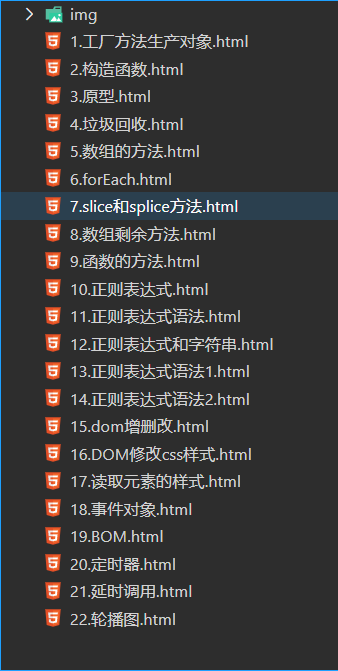 img
1.工厂方法生产对象.html
2.构造函数.html
3.原型.html
4.垃圾回收.html
5.数组的方法.html
6.forEach.html
7.slice和splice方法.html
8.数组剩余方法.html
9.函数的方法.html
10.正则表达式.html
11.正则表达式语法.html
12.正则表达式和字符串.html
13.正则表达式语法1.html
14.正则表达式语法2.html
15.dom增删改.html
16.DOM修改css样式.html
17.读取元素的样式.html
18.事件对象.html
19.BOM.html
20.定时器.html
21.延时调用.html
22.轮播图.html